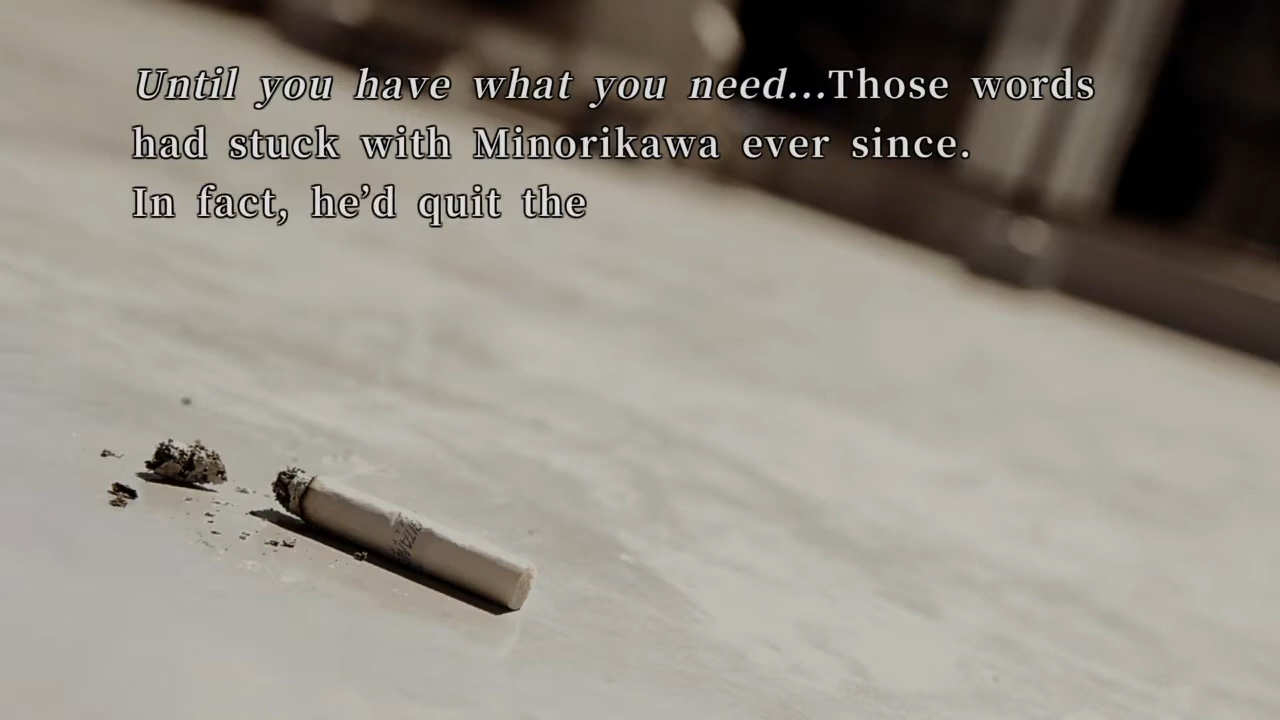 Until you have what you need...Those words
had stuck with Minorikawa ever since.
In fact, he’d quit the